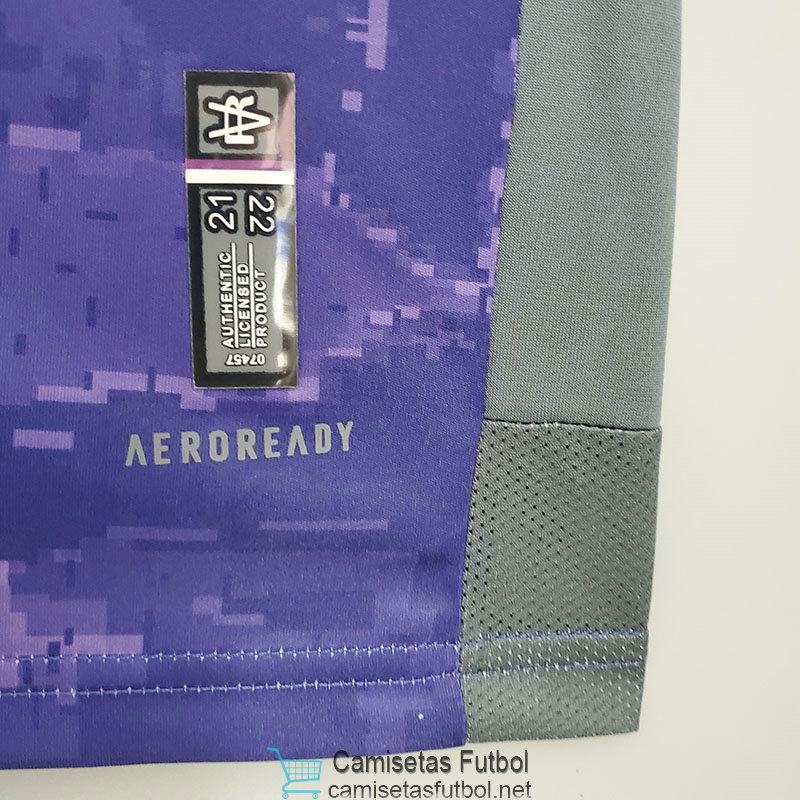 21
22
AUTHENTIC
LICENSED
PRODUCT
07457
AEROREADY
Camisetas Futbol
camisetasfutbol.net